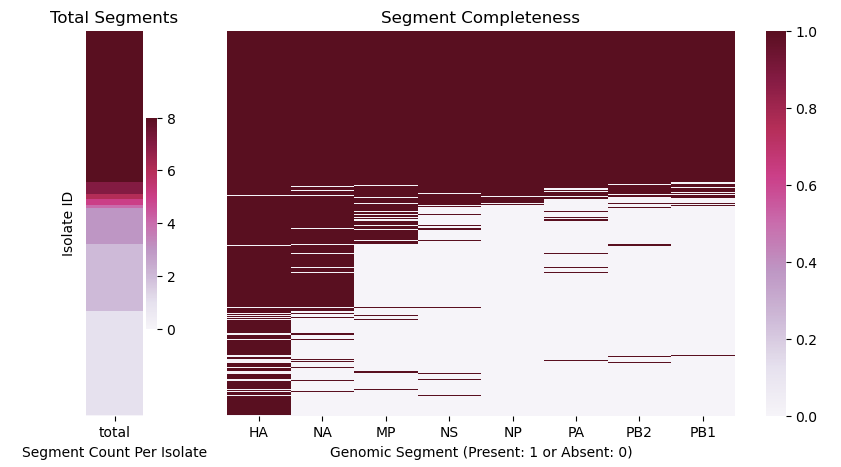 Total Segments
Segment Completeness
Isolate ID
8
6
4
2
0
1.0
0.8
0.6
0.4
0.2
0.0
total
HA
NA
MP
NS
NP
PA
PB2
PB1
Segment Count Per Isolate
Genomic Segment (Present: 1 or Absent: 0)